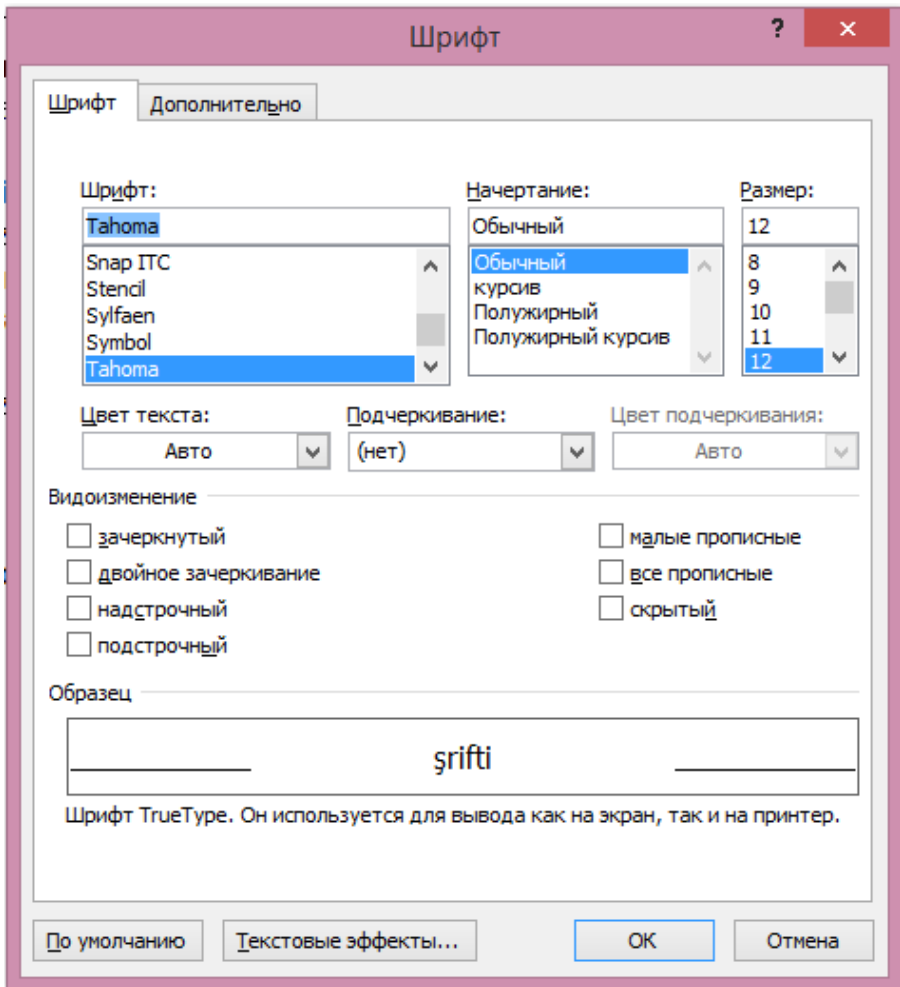 Шрифт
?
×
Шрифт Дополнительно
Шрифт: Начертание: Размер:
Tahoma Обычный 12
Snap ITC Обычный 8
Stencil курсив 9
Sylfaen Полужирный 10
Symbol Полужирный курсив 11
Tahoma 12
Цвет текста: Подчеркивание: Цвет подчеркивания:
Авто (нет) Авто
Видоизменение
зачеркнутый малые прописные
двойное зачеркивание все прописные
надстрочный скрытый
подстрочный
Образец
şrifti
Шрифт TrueType. Он используется для вывода как на экран, так и на принтер.
По умолчанию Текстовые эффекты... ОК Отмена